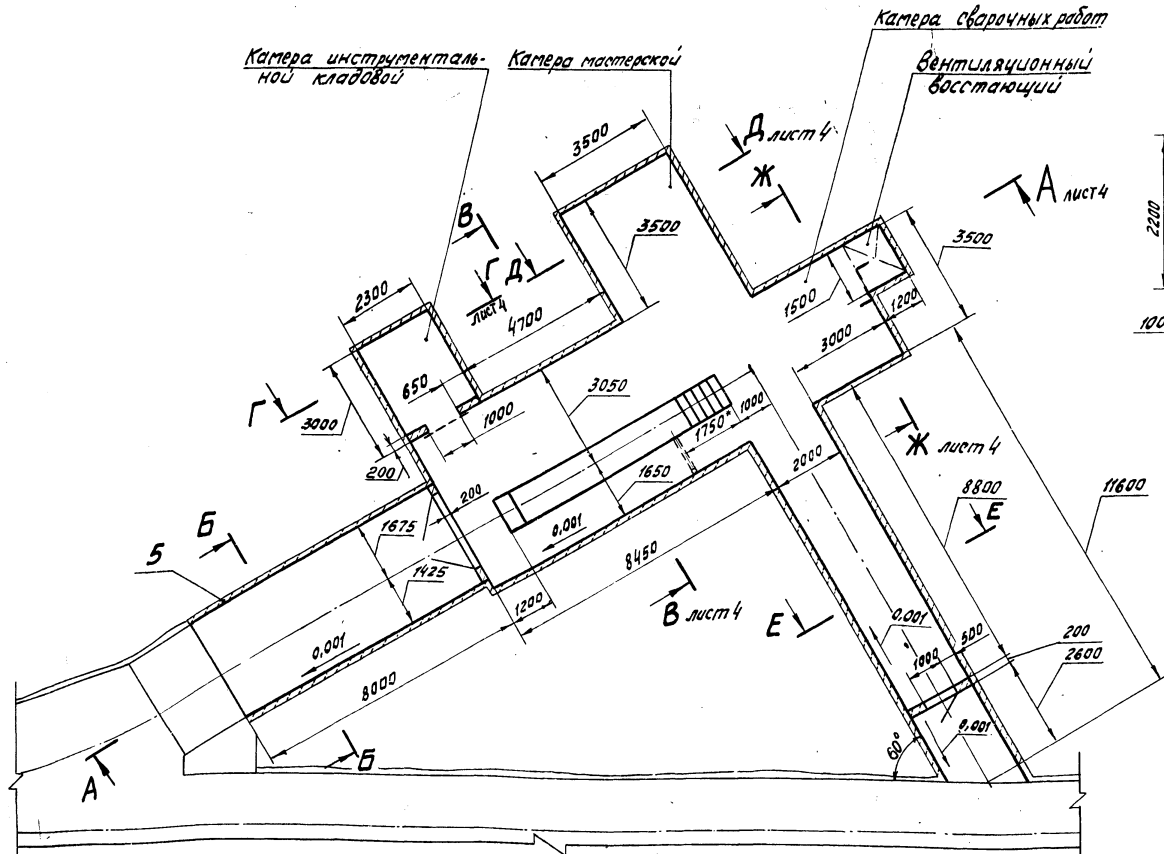 Камера сварочных работ
Камера инструменталь-
ной кладовой
Камера мастерской
Вентиляционный
восстающий
3500
Д лист 4
Ж
А лист 4
2200
В
3500
3500
Г
лист 4
Д
2300
4700
1500
1200
100
3000
650
3050
Г
3000
1000
1750*
1000
Ж лист 4
200
1650
2000
200
8800
11600
Б
1675
0,001
Е
5
8450
1425
1200
В лист 4
Е
0,001
500
200
0,001
1000
2600
8000
0,001
Б
60°
А